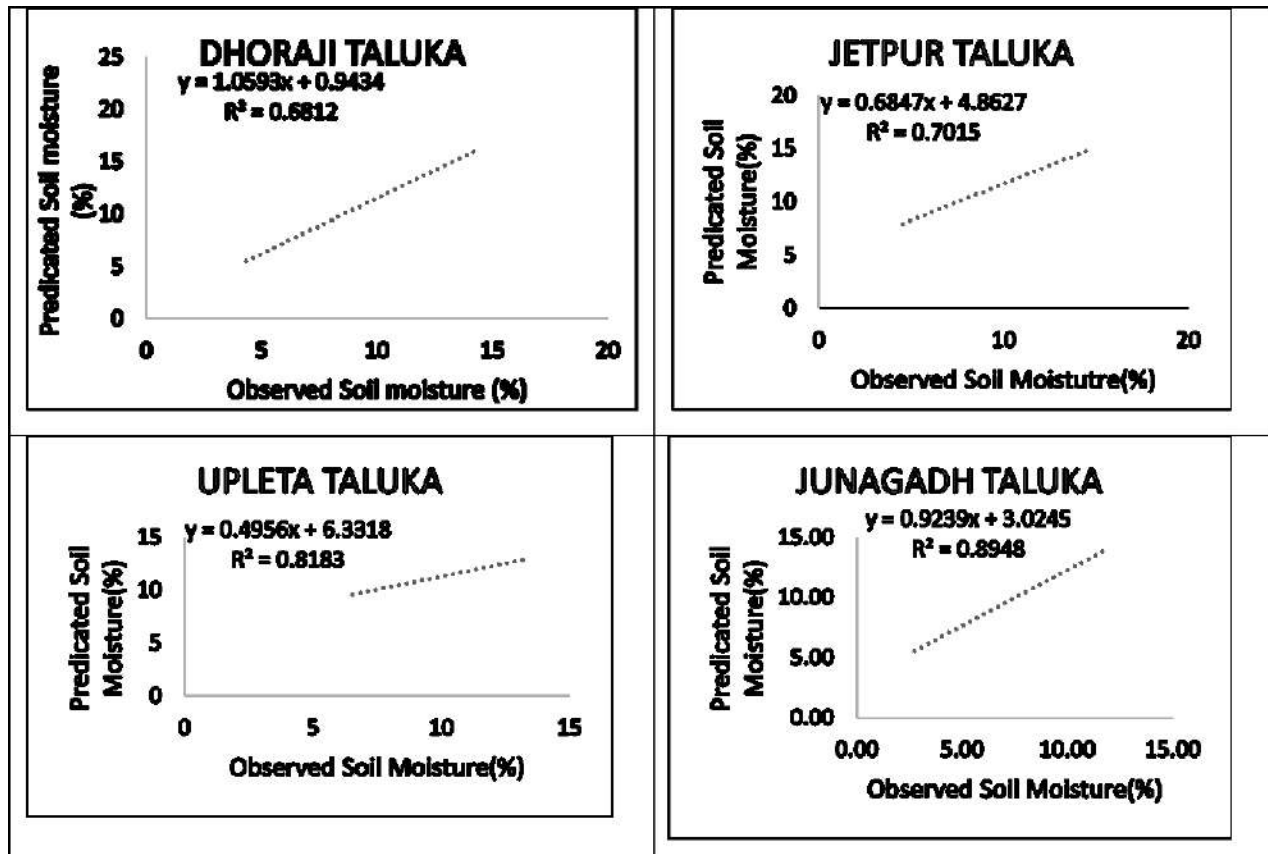 DHORAJI TALUKA
y = 1.0593x + 0.9434
R² = 0.6812
Predicated Soil moisture
(%)
25
20
15
10
5
0
0 5 10 15 20
Observed Soil moisture (%)
JETPUR TALUKA
y = 0.6847x + 4.8627
R² = 0.7015
Predicated Soil
Moisture(%)
20
15
10
5
0
0 10 20
Observed Soil Moistutre(%)
UPLETA TALUKA
y = 0.4956x + 6.3318
R² = 0.8183
Predicated Soil
Moisture(%)
15
10
5
0
0 5 10 15
Observed Soil Moisture(%)
JUNAGADH TALUKA
y = 0.9239x + 3.0245
R² = 0.8948
Predicated Soil
Moisture(%)
15.00
10.00
5.00
0.00
0.00 5.00 10.00 15.00
Observed Soil Moisture(%)